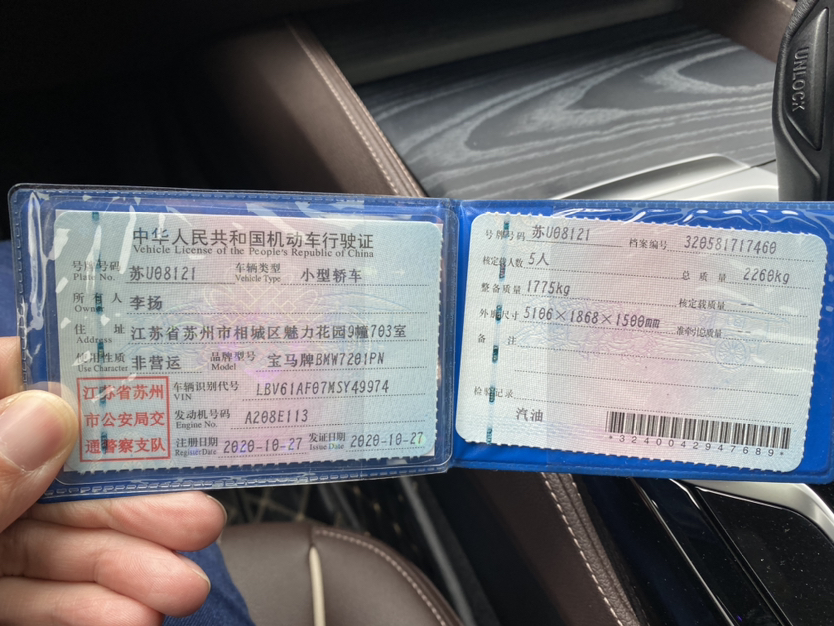 UNLOCK
中华人民共和国机动车行驶证
Vehicle License of the People's Republic of China
号牌号码 苏U08121 车辆类型 小型轿车
Plate No. Vehicle Type
所有人 李扬
Owner
住址 江苏省苏州市相城区魅力花园9幢703室
Address
使用性质 非营运 品牌型号 宝马牌BMW7201PN
Use Character Model
江苏省苏州
市公安局交
通警察支队
车辆识别代号 LBV61AF07MSY49974
VIN
发动机号码 A208E113
Engine No.
注册日期 2020-10-27 发证日期 2020-10-27
Register Date Issue Date
号牌号码 苏U08121 档案编号 320581717460
核定载人数 5人 总质量 2260kg
整备质量 1775kg 核定载质量 --
外廓尺寸 5106×1868×1500mm 准牵引总质量 --
备注
检验记录
汽油
*3240042947689*